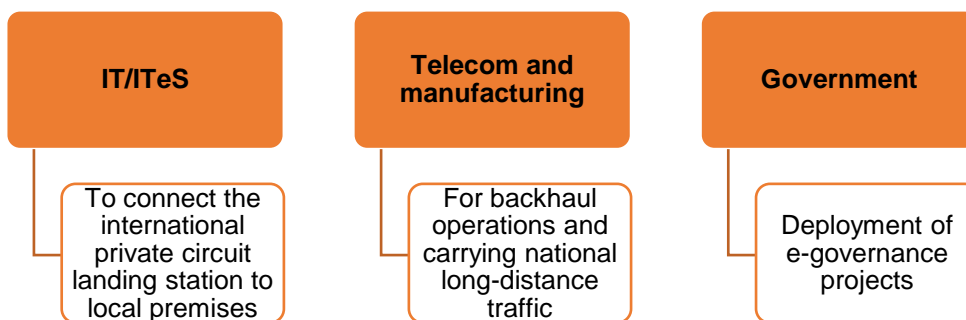 IT/ITeS
To connect the
international
private circuit
landing station to
local premises
Telecom and
manufacturing
For backhaul
operations and
carrying national
long-distance
traffic
Government
Deployment of
e-governance
projects